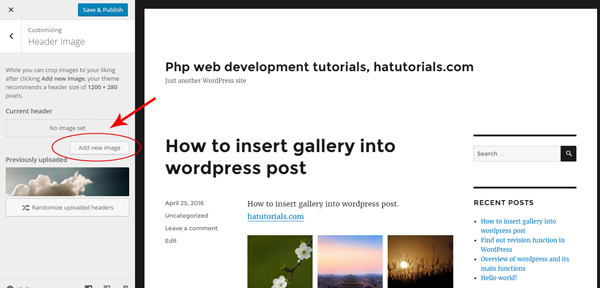 Save & Publish
Customizing
Header Image
While you can crop images to your liking
after clicking Add new image, your theme
recommends a header size of 1200 × 280
pixels.
Current header
No image set
Add new image
Previously uploaded
Randomize uploaded headers
Php web development tutorials, hatutorials.com
Just another WordPress site
How to insert gallery into
wordpress post
April 25, 2016
Uncategorized
Leave a comment
Edit
How to insert gallery into wordpress post.
hatutorials.com
Search …
RECENT POSTS
How to insert gallery into
wordpress post
Find out revision function in
WordPress
Overview of wordpress and its
main functions
Hello world!